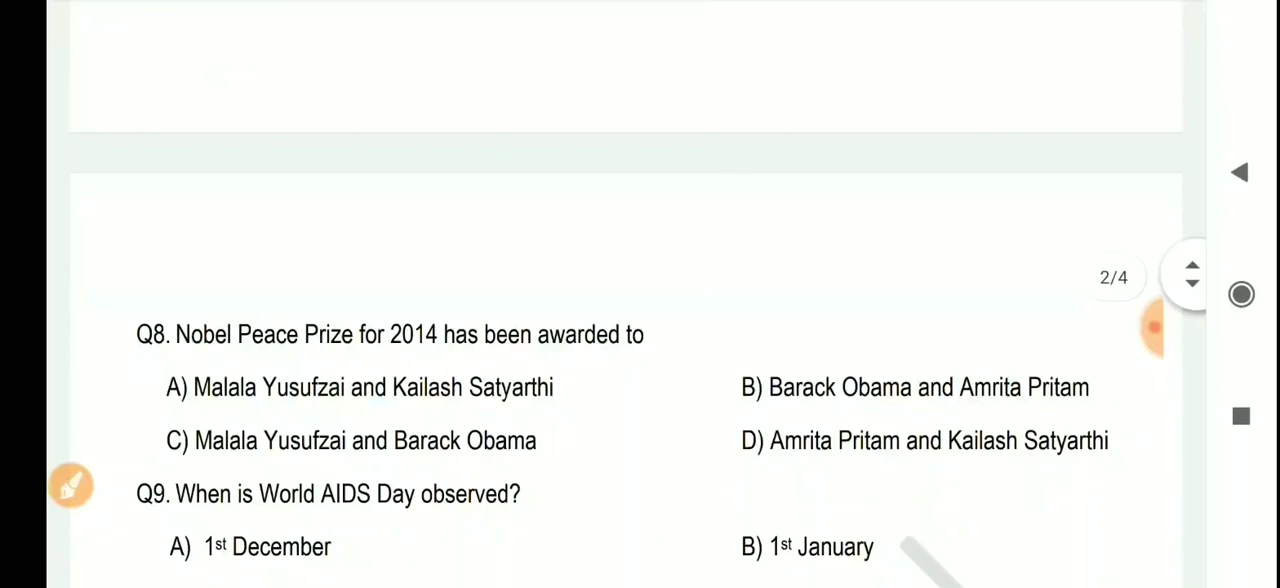 2/4
Q8. Nobel Peace Prize for 2014 has been awarded to
A) Malala Yusufzai and Kailash Satyarthi B) Barack Obama and Amrita Pritam
C) Malala Yusufzai and Barack Obama D) Amrita Pritam and Kailash Satyarthi
Q9. When is World AIDS Day observed?
A) 1st December B) 1st January